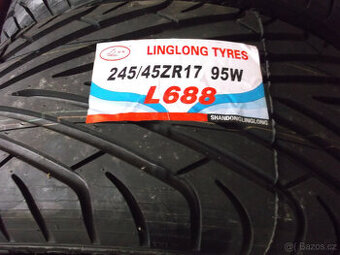 LINGLONG TYRES
245/45ZR17 95W
L688
SHANDONGLINGLONG
Bazos.cz